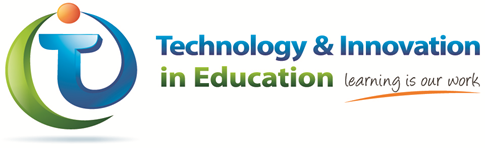 Technology & Innovation
in Education learning is our work